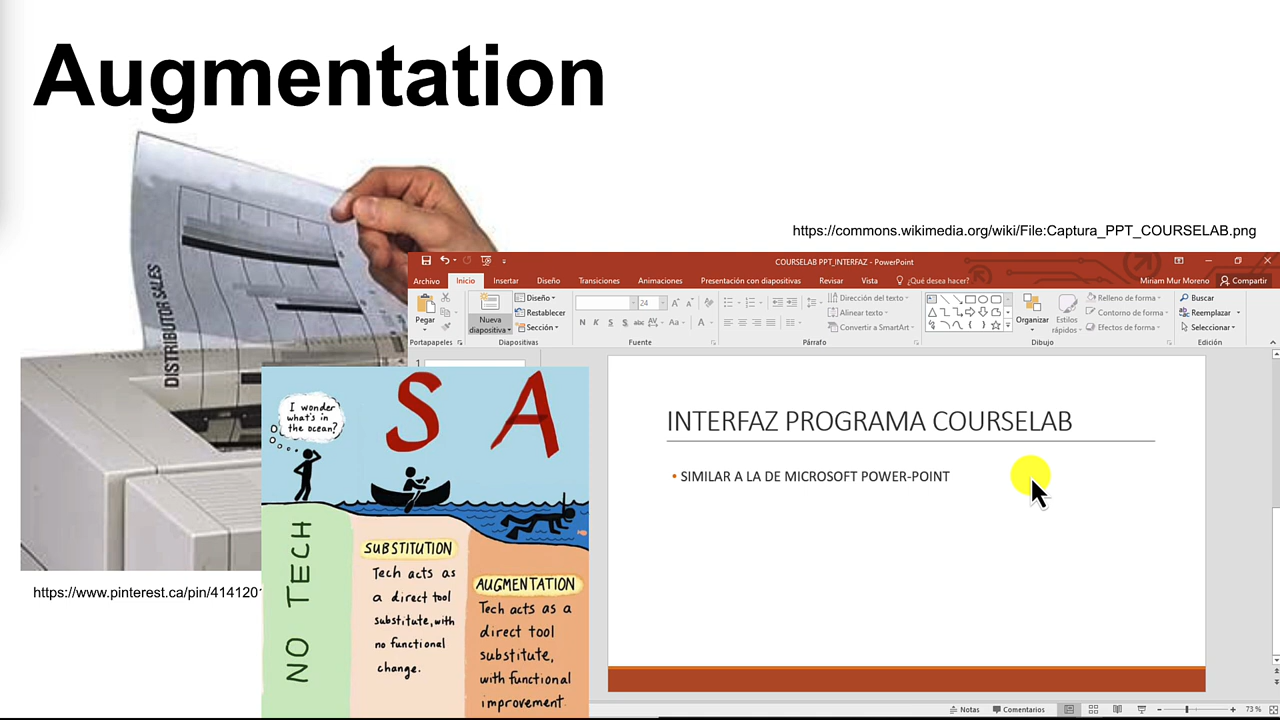 Augmentation
DISTRIBUTOR SALES
https://commons.wikimedia.org/wiki/File:Captura_PPT_COURSELAB.png
COURSELAB PPT_INTERFAZ - PowerPoint
Archivo Inicio Insertar Diseño Transiciones Animaciones Presentación con diapositivas Revisar Vista ¿Qué desea hacer? Miriam Mur Moreno Compartir
Pegar
Nueva
diapositiva
Diseño
Restablecer
Sección
24
N K S S abc AV Aa A
Dirección del texto
Alinear texto
Convertir a SmartArt
Organizar
Estilos
rápidos
Relleno de forma
Contorno de forma
Efectos de forma
Buscar
Reemplazar
Seleccionar
Portapapeles Diapositivas Fuente Párrafo Dibujo Edición
1
INTERFAZ PROGRAMA COURSELAB
• SIMILAR A LA DE MICROSOFT POWER-POINT
Notas Comentarios 73 %
S A
I wonder
what's in
the ocean?
NO TECH
SUBSTITUTION
Tech acts as
a direct tool
substitute, with
no functional
change.
AUGMENTATION
Tech acts as a
direct tool
substitute,
with functional
improvement
https://www.pinterest.ca/pin/414120